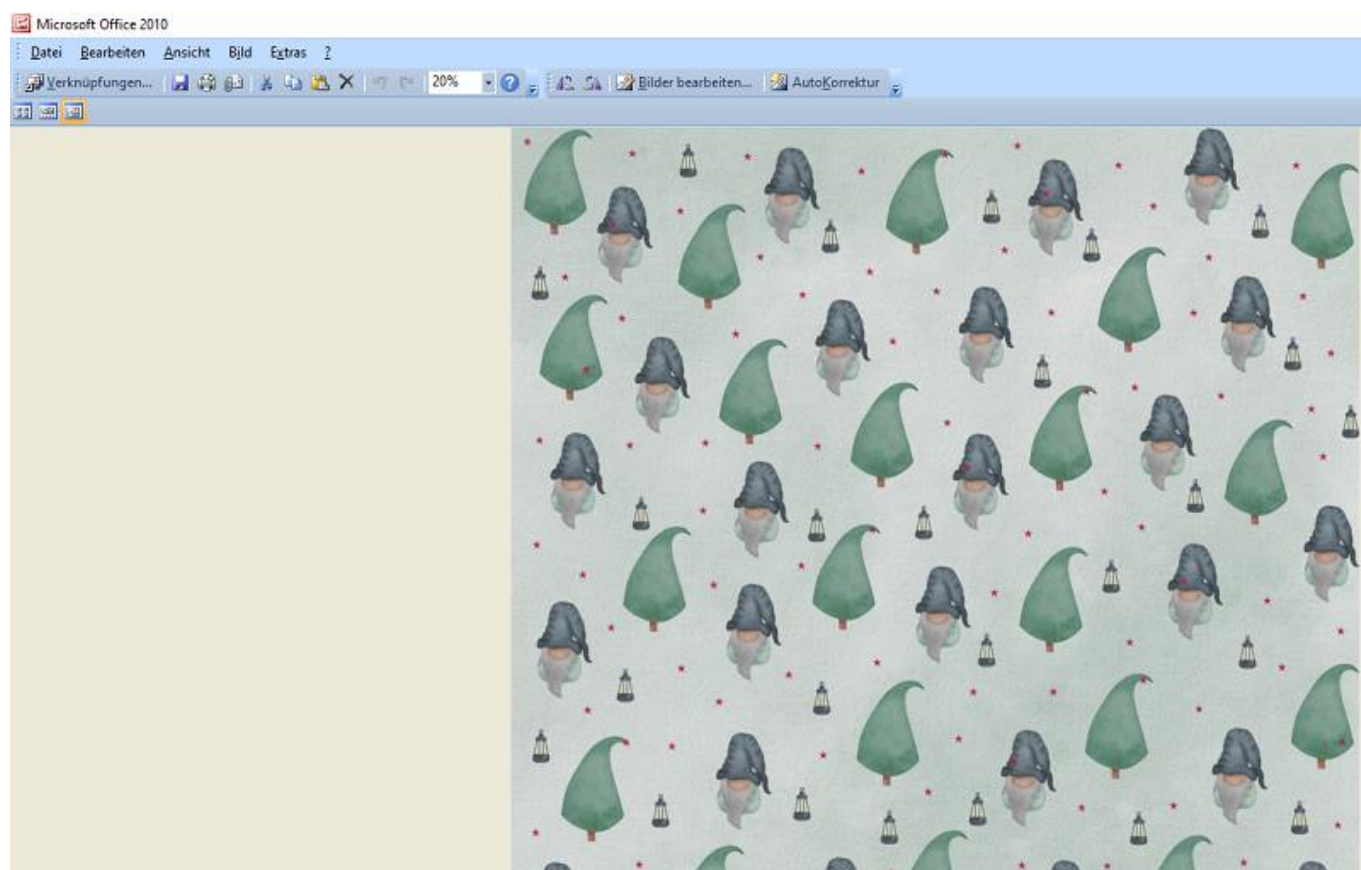 Microsoft Office 2010
Datei Bearbeiten Ansicht Bild Extras ?
Verknüpfungen... 20% ? Bilder bearbeiten... AutoKorrektur